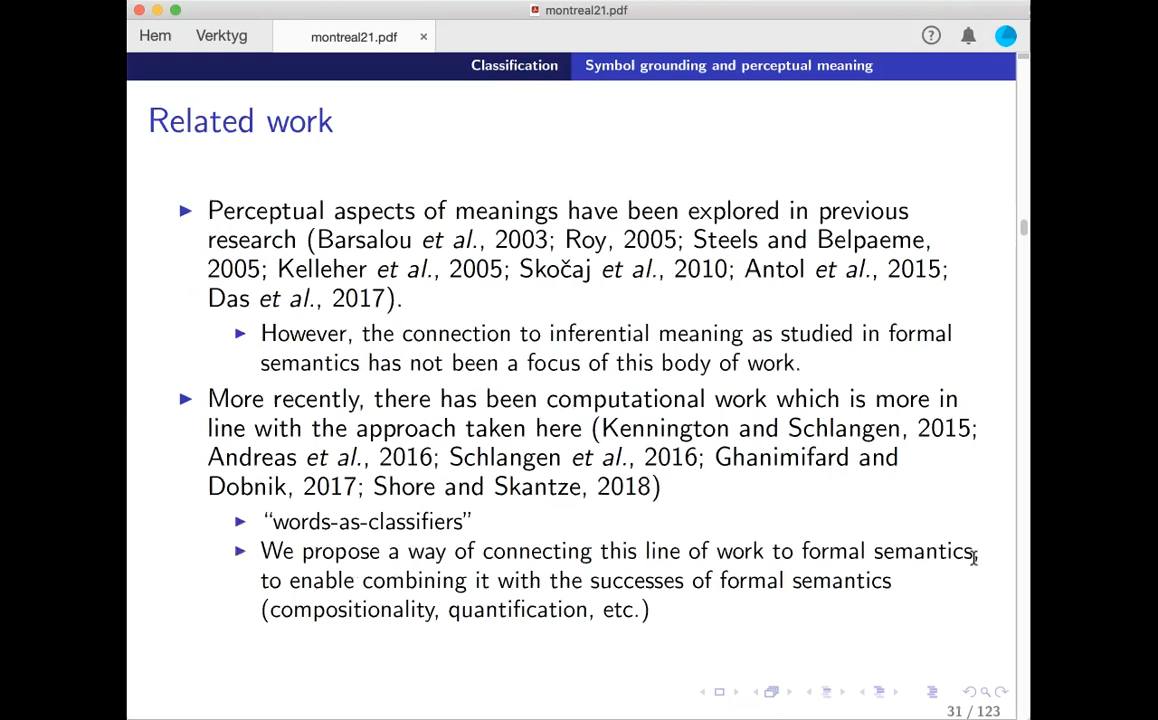 montreal21.pdf
Hem Verktyg montreal21.pdf ×
Classification Symbol grounding and perceptual meaning
Related work
Perceptual aspects of meanings have been explored in previous
research (Barsalou et al., 2003; Roy, 2005; Steels and Belpaeme,
2005; Kelleher et al., 2005; Skočaj et al., 2010; Antol et al., 2015;
Das et al., 2017).
However, the connection to inferential meaning as studied in formal
semantics has not been a focus of this body of work.
More recently, there has been computational work which is more in
line with the approach taken here (Kennington and Schlangen, 2015;
Andreas et al., 2016; Schlangen et al., 2016; Ghanimifard and
Dobnik, 2017; Shore and Skantze, 2018)
“words-as-classifiers”
We propose a way of connecting this line of work to formal semantics,
to enable combining it with the successes of formal semantics
(compositionality, quantification, etc.)
31 / 123